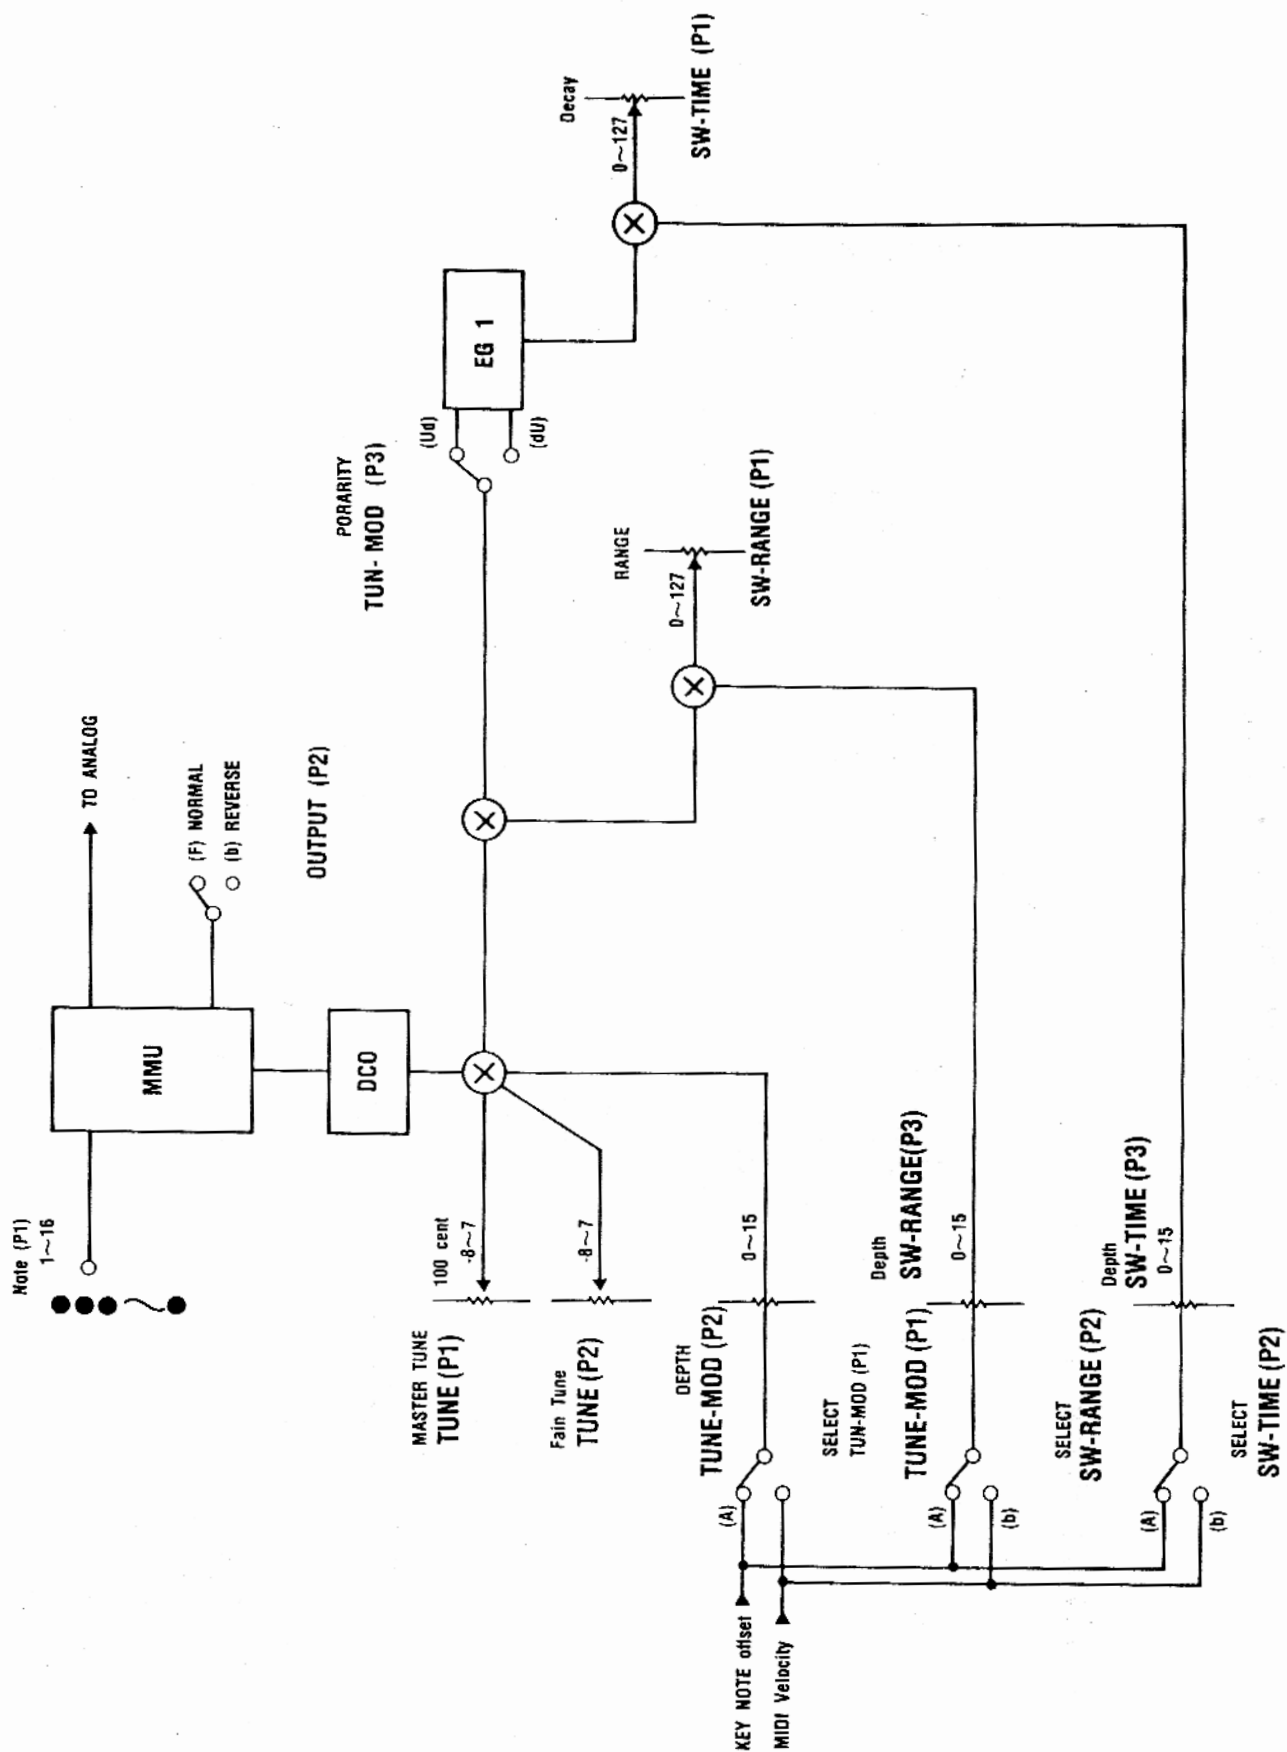 Note (P1)
1~16
MMU
TO ANALOG
(F) NORMAL
(b) REVERSE
OUTPUT (P2)
DCO
MASTER TUNE
TUNE (P1)
100 cent
-8~7
Fain Tune
TUNE (P2)
-8~7
PORARITY
TUN- MOD (P3)
(Ud)
(dU)
EG 1
Decay
0~127
SW-TIME (P1)
RANGE
0~127
SW-RANGE (P1)
DEPTH
TUNE-MOD (P2)
0~15
SELECT
TUN-MOD (P1)
(A)
KEY NOTE offset
MIDI Velocity
Depth
SW-RANGE(P3)
0~15
TUNE-MOD (P1)
(A)
(b)
SELECT
SW-RANGE (P2)
Depth
SW-TIME (P3)
0~15
(A)
(b)
SELECT
SW-TIME (P2)